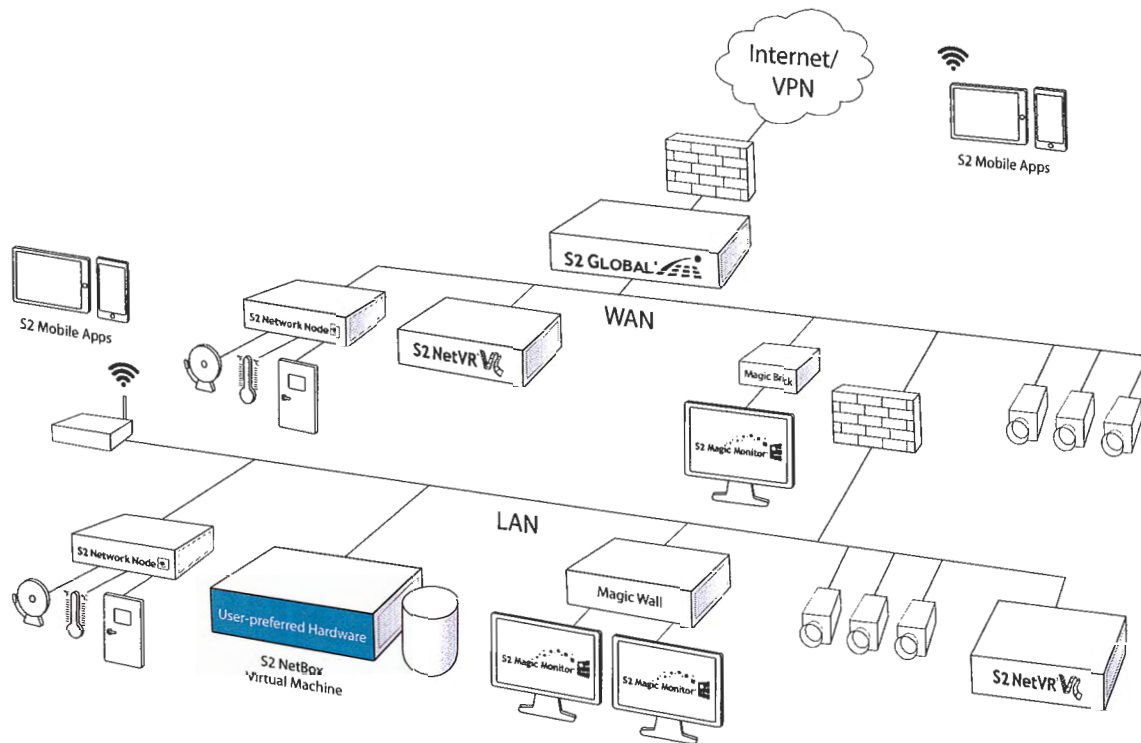 Internet/
VPN
S2 Mobile Apps
S2 GLOBAL
S2 Mobile Apps
S2 Network Node
S2 NetVR
WAN
Magic Brick
S2 Magic Monitor
LAN
S2 Network Node
User-preferred Hardware
S2 NetBox
Virtual Machine
Magic Wall
S2 Magic Monitor
S2 Magic Monitor
S2 NetVR